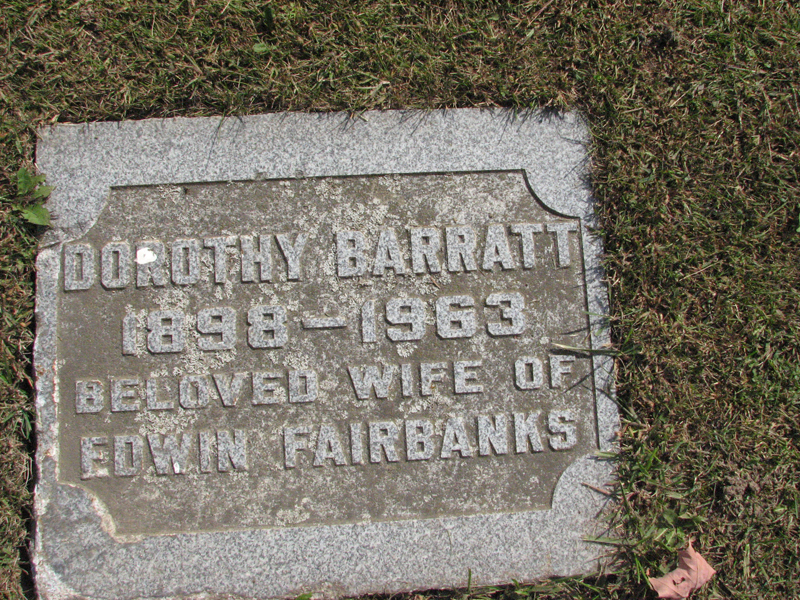 DOROTHY BARRATT
1898-1963
BELOVED WIFE OF
EDWIN FAIRBANKS